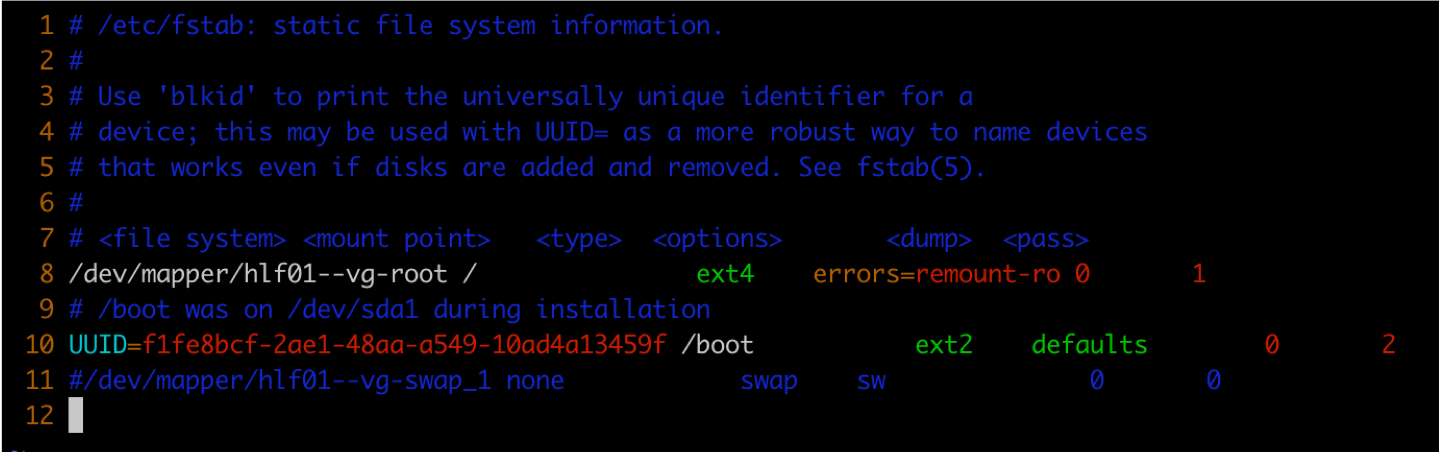 1 # /etc/fstab: static file system information.
2 #
3 # Use 'blkid' to print the universally unique identifier for a
4 # device; this may be used with UUID= as a more robust way to name devices
5 # that works even if disks are added and removed. See fstab(5).
6 #
7 # <file system> <mount point>   <type>  <options>       <dump>  <pass>
8 /dev/mapper/hlf01--vg-root /               ext4    errors=remount-ro 0       1
9 # /boot was on /dev/sda1 during installation
10 UUID=f1fe8bcf-2ae1-48aa-a549-10ad4a13459f /boot           ext2    defaults        0       2
11 #/dev/mapper/hlf01--vg-swap_1 none            swap    sw              0       0
12